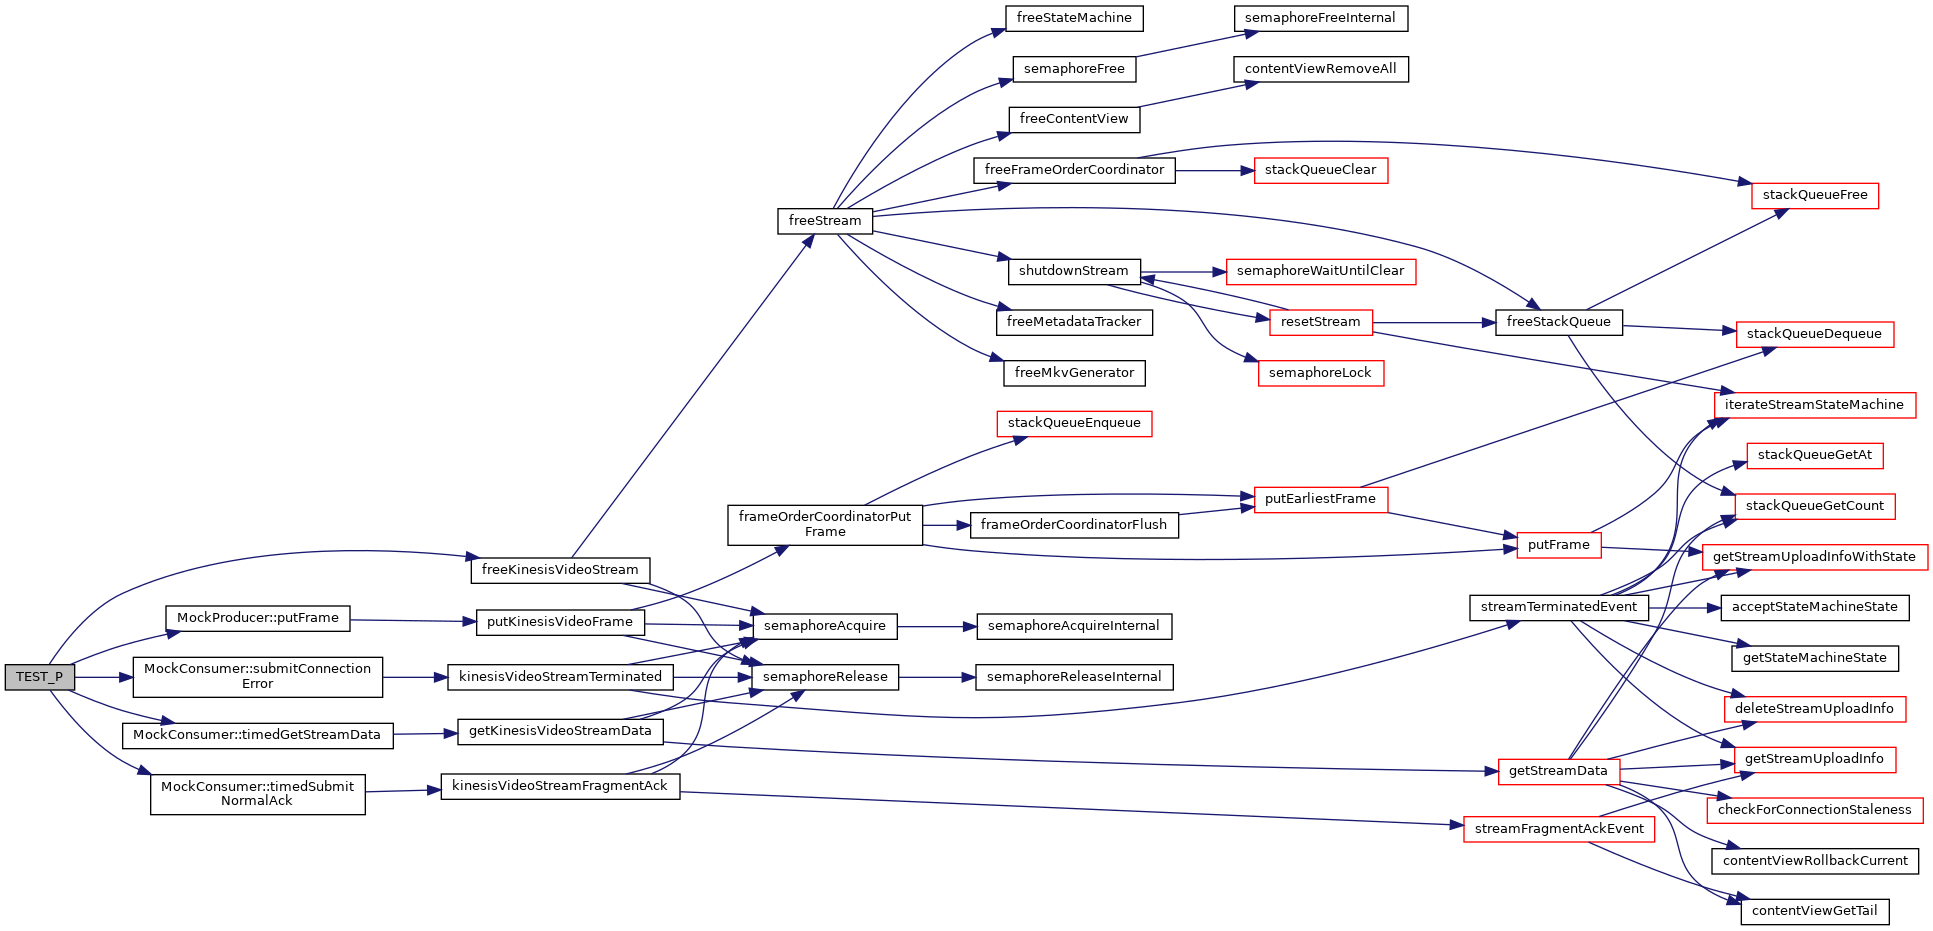 freeStateMachine
semaphoreFreeInternal
semaphoreFree
contentViewRemoveAll
freeContentView
freeFrameOrderCoordinator
stackQueueClear
stackQueueFree
freeStream
shutdownStream
semaphoreWaitUntilClear
freeMetadataTracker
resetStream
freeStackQueue
stackQueueDequeue
freeMkvGenerator
semaphoreLock
iterateStreamStateMachine
stackQueueEnqueue
stackQueueGetAt
putEarliestFrame
stackQueueGetCount
frameOrderCoordinatorPut
Frame
frameOrderCoordinatorFlush
putFrame
getStreamUploadInfoWithState
freeKinesisVideoStream
MockProducer::putFrame
putKinesisVideoFrame
semaphoreAcquire
semaphoreAcquireInternal
streamTerminatedEvent
acceptStateMachineState
getStateMachineState
TEST_P
MockConsumer::submitConnection
Error
kinesisVideoStreamTerminated
semaphoreRelease
semaphoreReleaseInternal
deleteStreamUploadInfo
MockConsumer::timedGetStreamData
getKinesisVideoStreamData
getStreamUploadInfo
getStreamData
MockConsumer::timedSubmit
NormalAck
kinesisVideoStreamFragmentAck
checkForConnectionStaleness
streamFragmentAckEvent
contentViewRollbackCurrent
contentViewGetTail